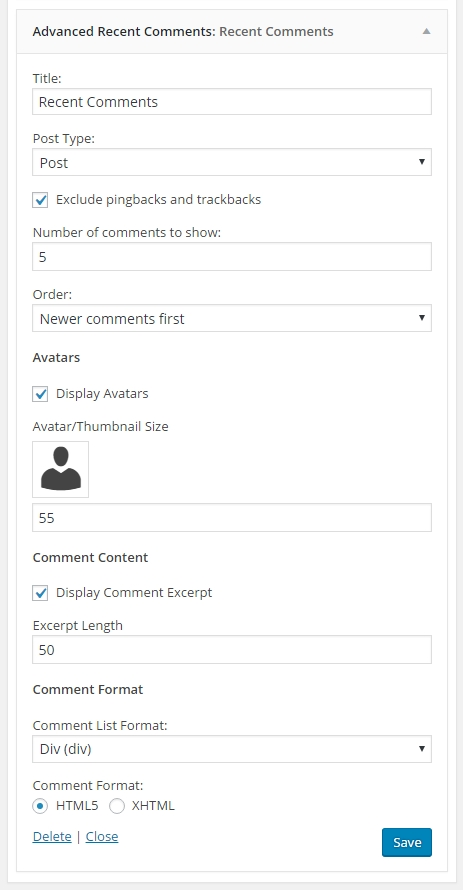 Advanced Recent Comments: Recent Comments
Title:
Recent Comments
Post Type:
Post
Exclude pingbacks and trackbacks
Number of comments to show:
5
Order:
Newer comments first
Avatars
Display Avatars
Avatar/Thumbnail Size
55
Comment Content
Display Comment Excerpt
Excerpt Length
50
Comment Format
Comment List Format:
Div (div)
Comment Format:
HTML5 XHTML
Delete | Close Save